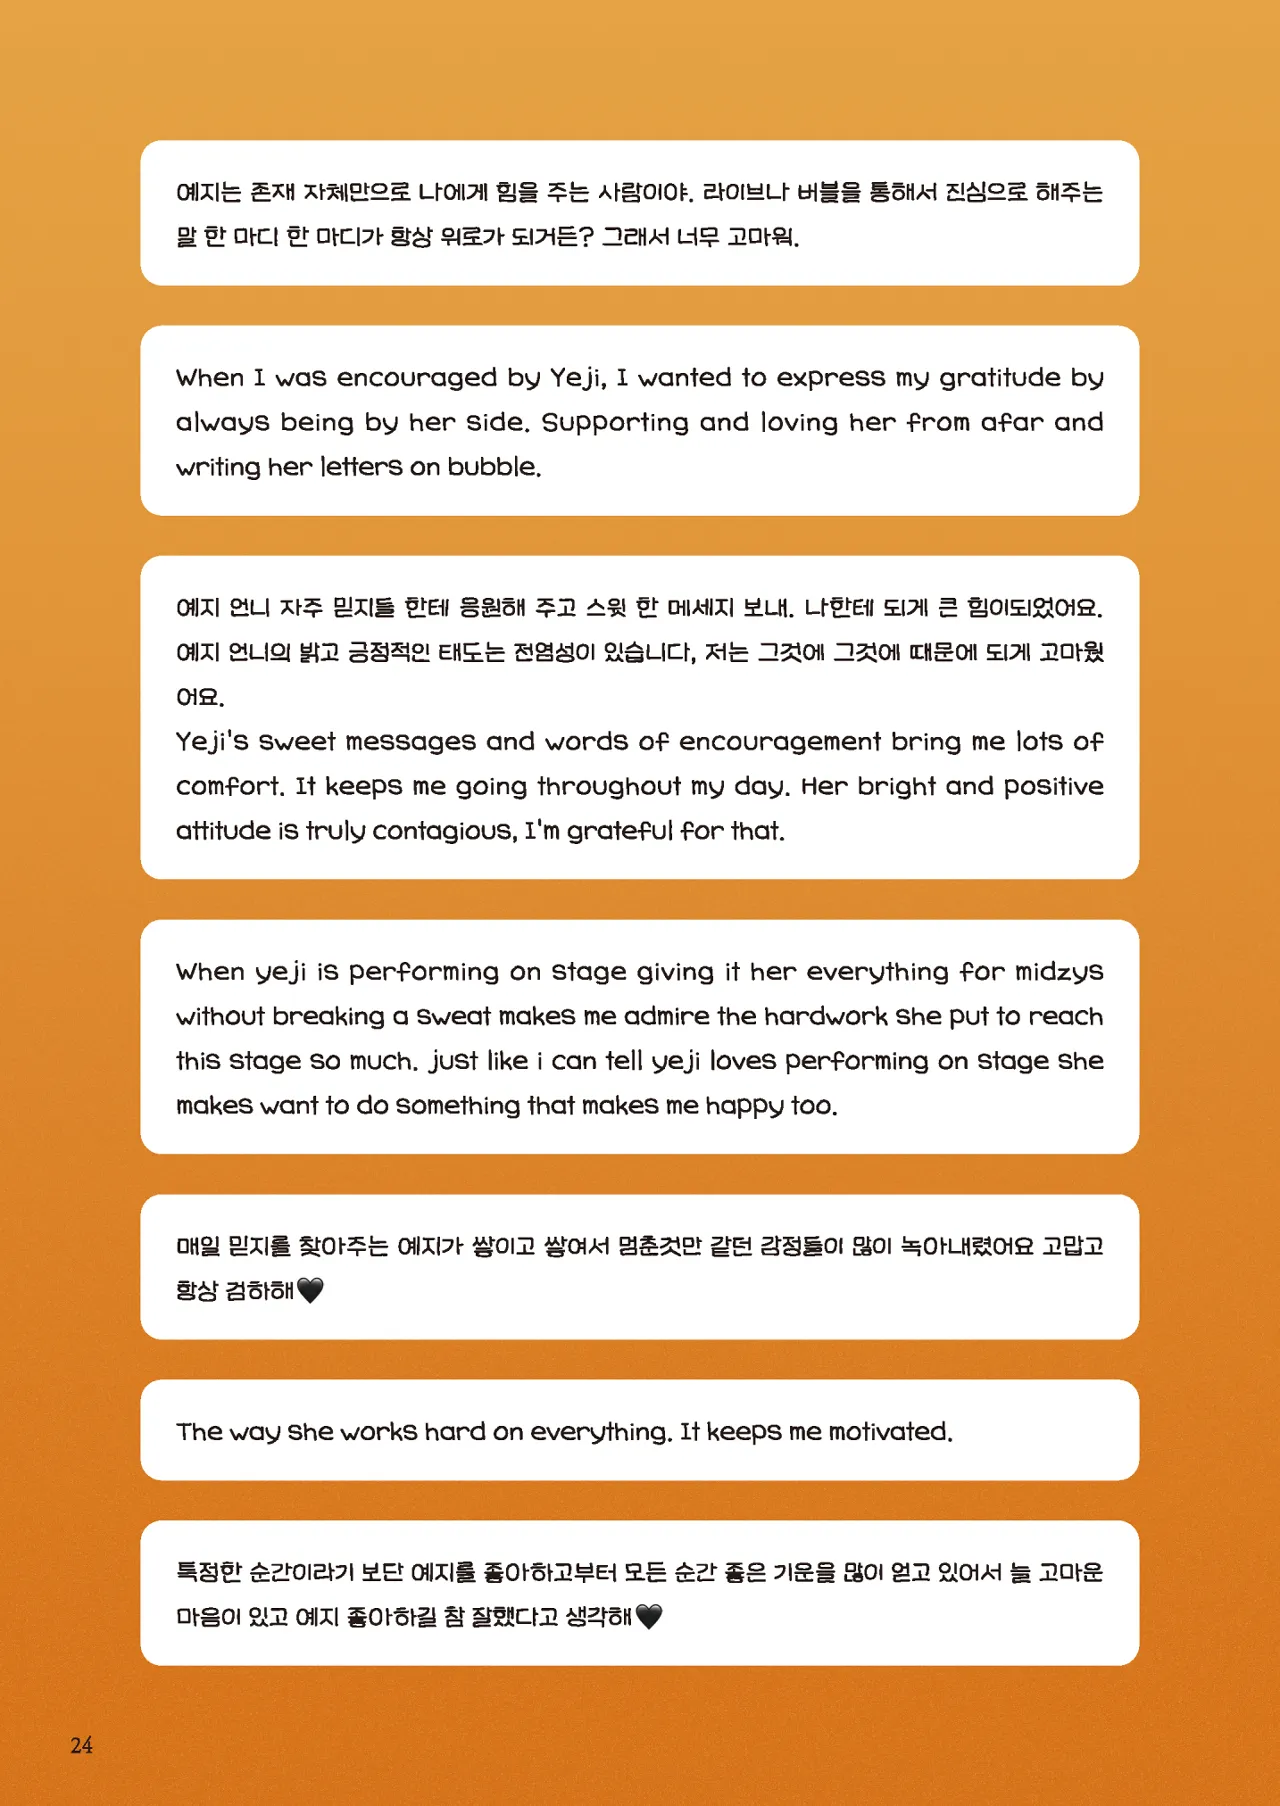 예지는 존재 자체만으로 나에게 힘을 주는 사람이야. 라이브나 버블을 통해서 진심으로 해주는
말 한 마디 한 마디가 항상 위로가 되거든? 그래서 너무 고마워.
When I was encouraged by Yeji, I wanted to express my gratitude by
always being by her side. Supporting and loving her from afar and
writing her letters on bubble.
예지 언니 자주 믿지들 한테 응원해 주고 스윗 한 메세지 보내. 나한테 되게 큰 힘이되었어요.
예지 언니의 밝고 긍정적인 태도는 전염성이 있습니다, 저는 그것에 그것에 때문에 되게 고마웠
어요.
Yeji's sweet messages and words of encouragement bring me lots of
comfort. It keeps me going throughout my day. Her bright and positive
attitude is truly contagious, I'm grateful for that.
When yeji is performing on stage giving it her everything for midzys
without breaking a sweat makes me admire the hardwork she put to reach
this stage so much. just like i can tell yeji loves performing on stage she
makes want to do something that makes me happy too.
매일 믿지를 찾아주는 예지가 쌓이고 쌓여서 멈춘것만 같던 감정들이 많이 녹아내렸어요 고맙고
항상 검하해🖤
The way she works hard on everything. It keeps me motivated.
특정한 순간이라기 보단 예지를 좋아하고부터 모든 순간 좋은 기운을 많이 얻고 있어서 늘 고마운
마음이 있고 예지 좋아하길 참 잘했다고 생각해🖤
24